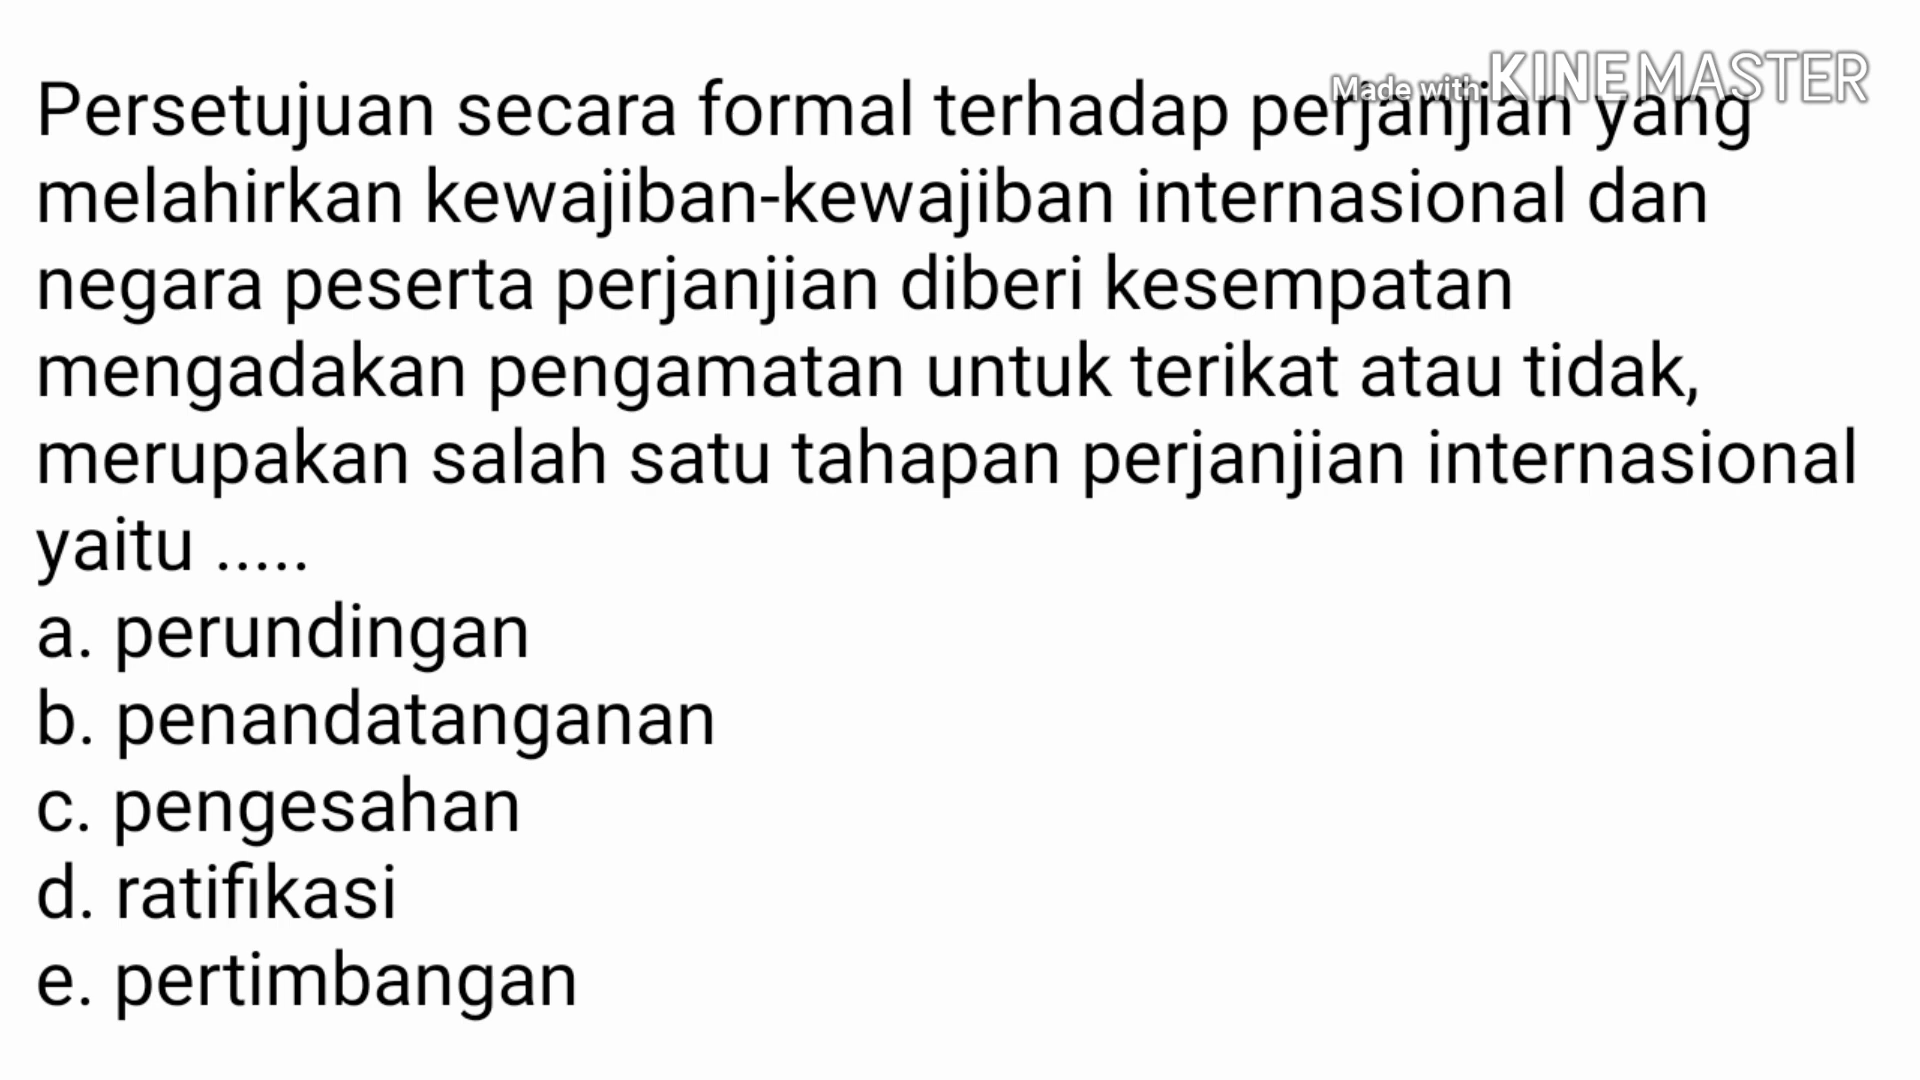 Made with KINEMASTER
Persetujuan secara formal terhadap perjanjian yang
melahirkan kewajiban-kewajiban internasional dan
negara peserta perjanjian diberi kesempatan
mengadakan pengamatan untuk terikat atau tidak,
merupakan salah satu tahapan perjanjian internasional
yaitu .....
a. perundingan
b. penandatanganan
c. pengesahan
d. ratifikasi
e. pertimbangan